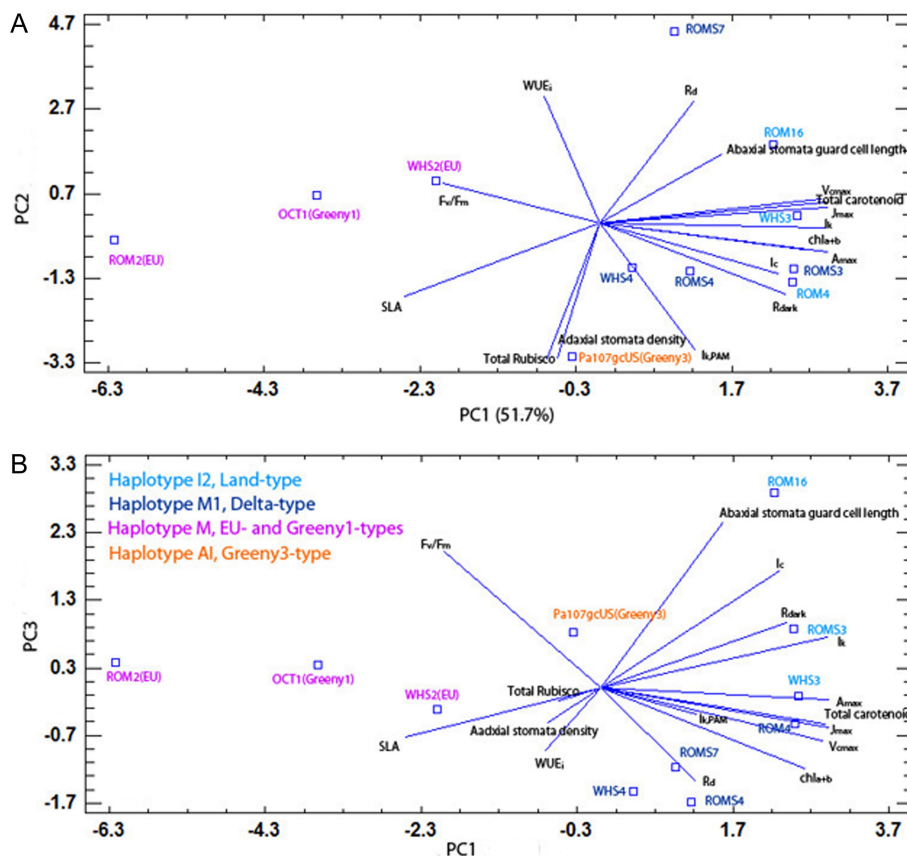 A
4.7
ROMS7
WUEi
Rd
2.7
ROM16
Abaxial stomata guard cell length
WHS2(EU)
Vcmax
0.7
Fv/Fm
Total carotenoid
OCT1(Greeny1)
WHS3
Jmax
Ik
PC2
chla+b
ROM2(EU)
Amax
Ic
-1.3
WHS4
ROMS4
ROMS3
ROM4
SLA
Rdark
Adaxial stomata density
-3.3
Total Rubisco
Pa107gcUS(Greeny3)
Ik,PAM
-6.3 -4.3 -2.3 -0.3 1.7 3.7
PC1 (51.7%)
B
3.3
Haplotype I2, Land-type
ROM16
Haplotype M1, Delta-type
Abaxial stomata guard cell length
2.3
Haplotype M, EU- and Greeny1-types
Fv/Fm
Haplotype AI, Greeny3-type
Ic
1.3
Pa107gcUS(Greeny3)
Rdark
ROMS3
Ik
PC3
0.3
ROM2(EU)
OCT1(Greeny1)
WHS3
Total Rubisco
WHS2(EU)
Amax
Total carotenoid
Ik,PAM
-0.7
Aadxial stomata density
ROM4
Jmax
SLA
Vcmax
WUEi
ROMS7
Rd
chla+b
WHS4
ROMS4
-1.7
-6.3 -4.3 -2.3 -0.3 1.7 3.7
PC1